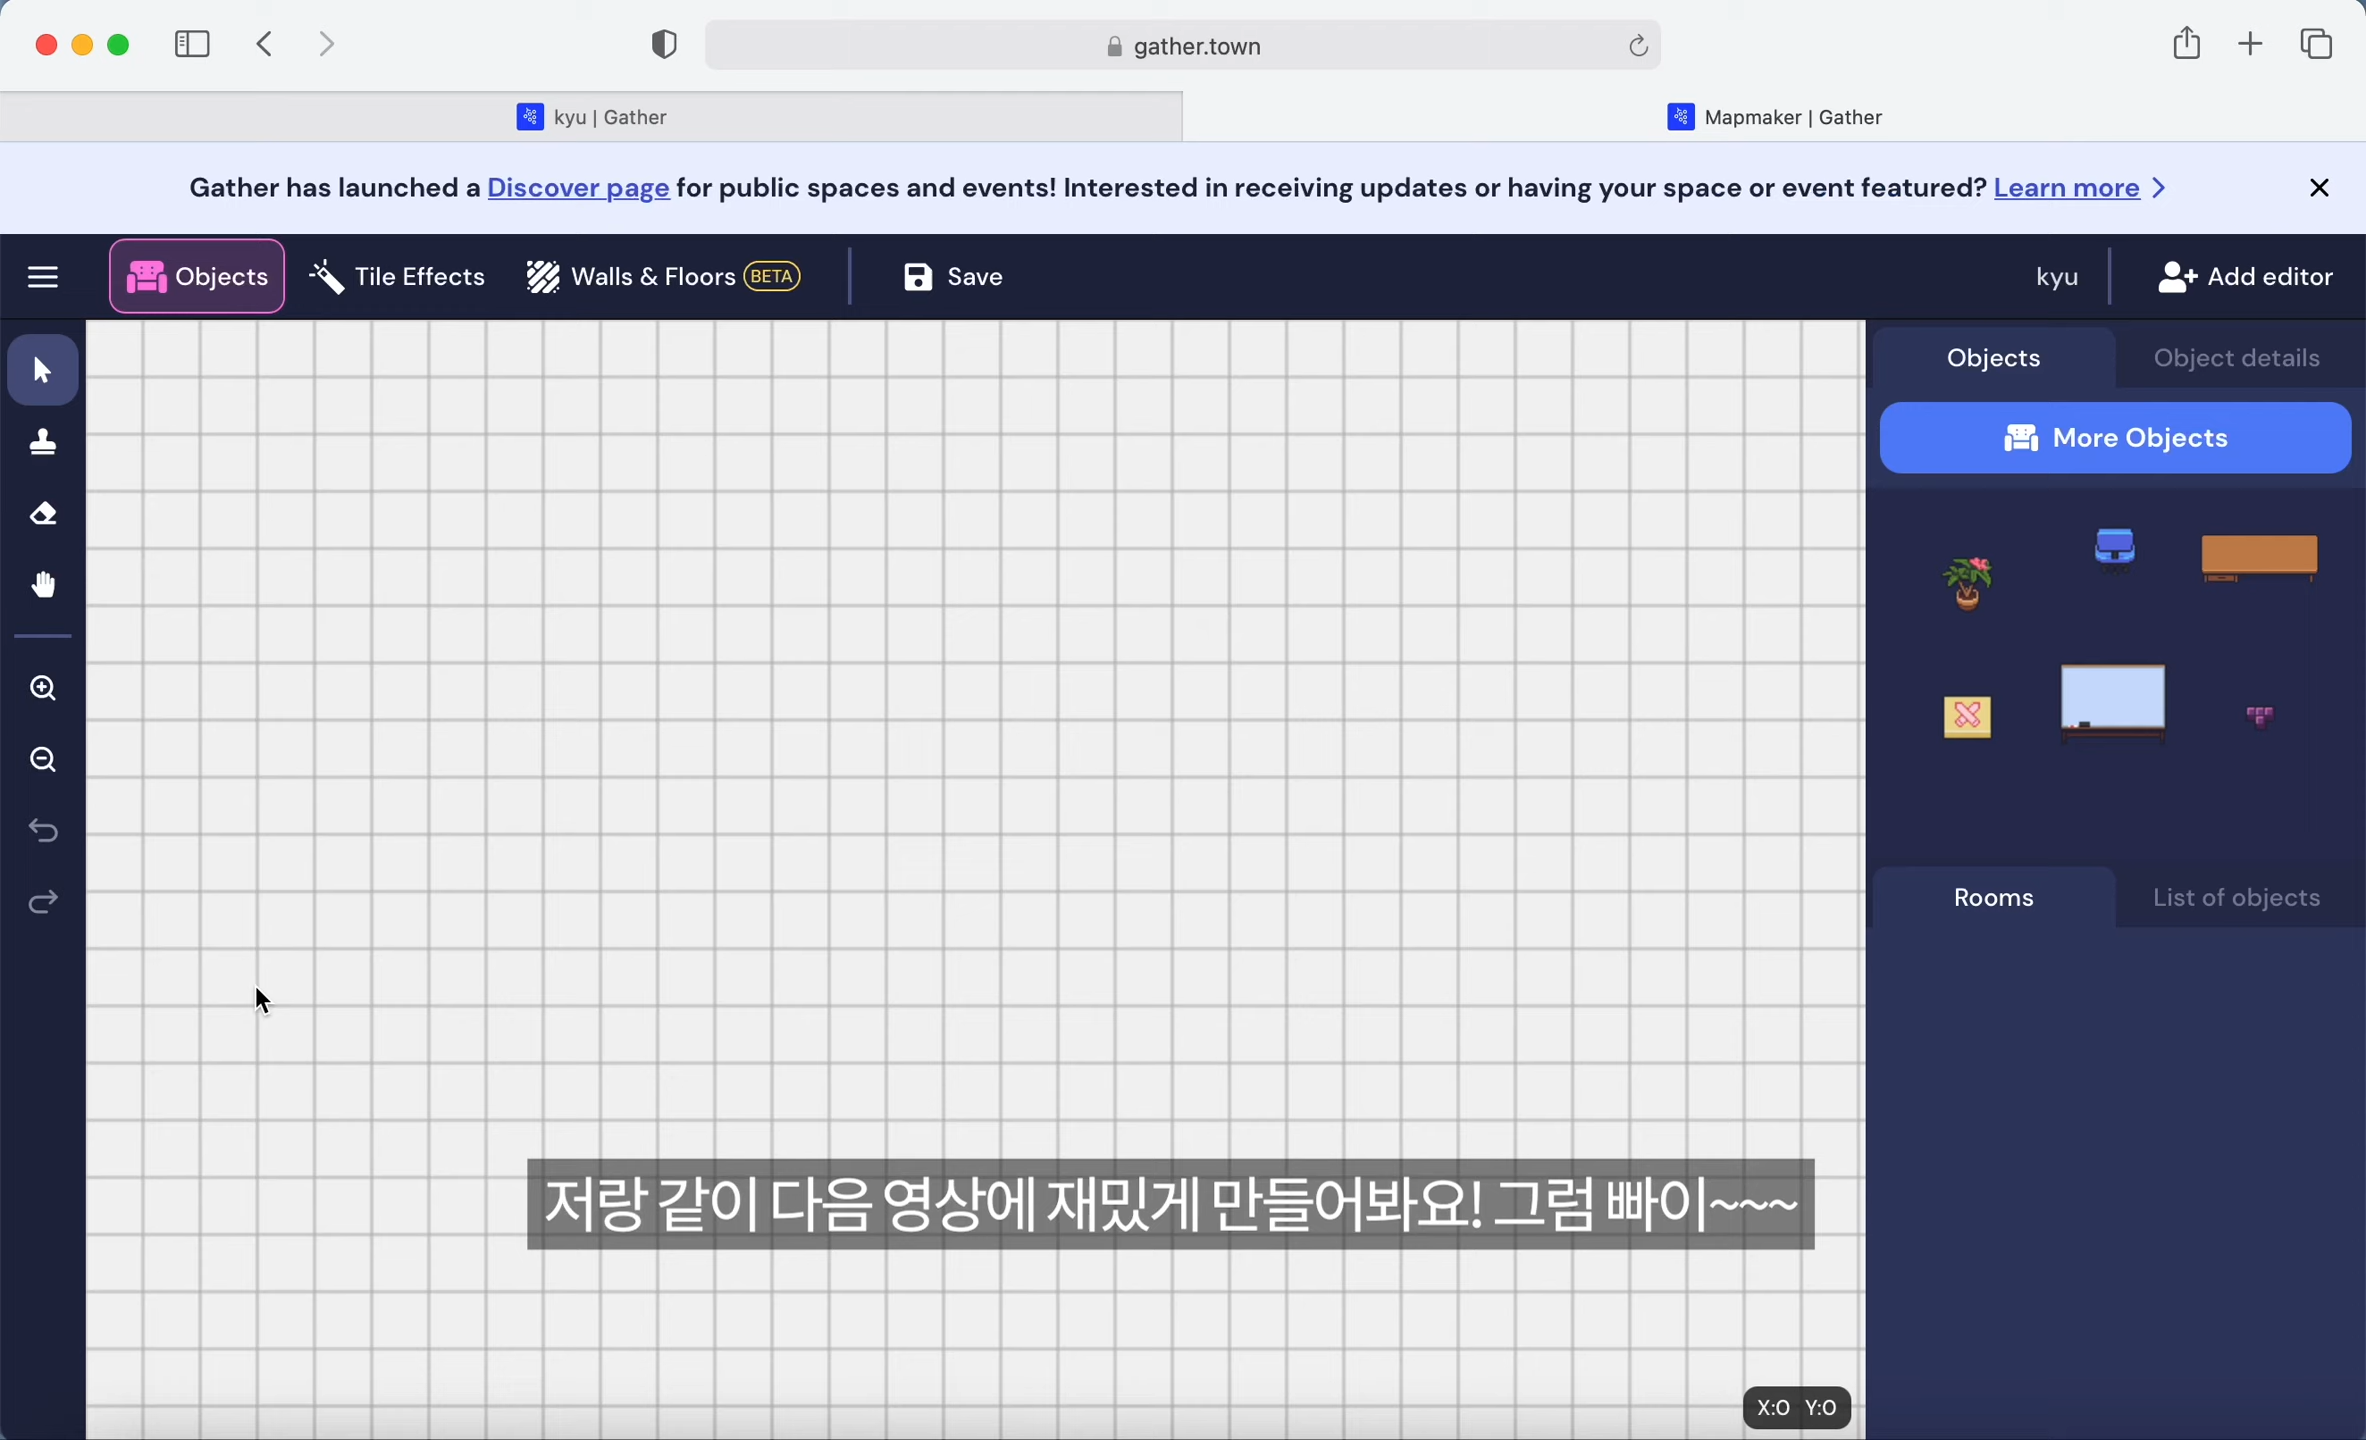 gather.town
kyu | Gather
Mapmaker | Gather
Gather has launched a Discover page for public spaces and events! Interested in receiving updates or having your space or event featured? Learn more
Objects
Tile Effects
Walls & Floors BETA
Save
kyu
Add editor
Objects
Object details
More Objects
Rooms
List of objects
저랑 같이 다음 영상에 재밌게 만들어봐요! 그럼 빠이~~~
X:0 Y:0